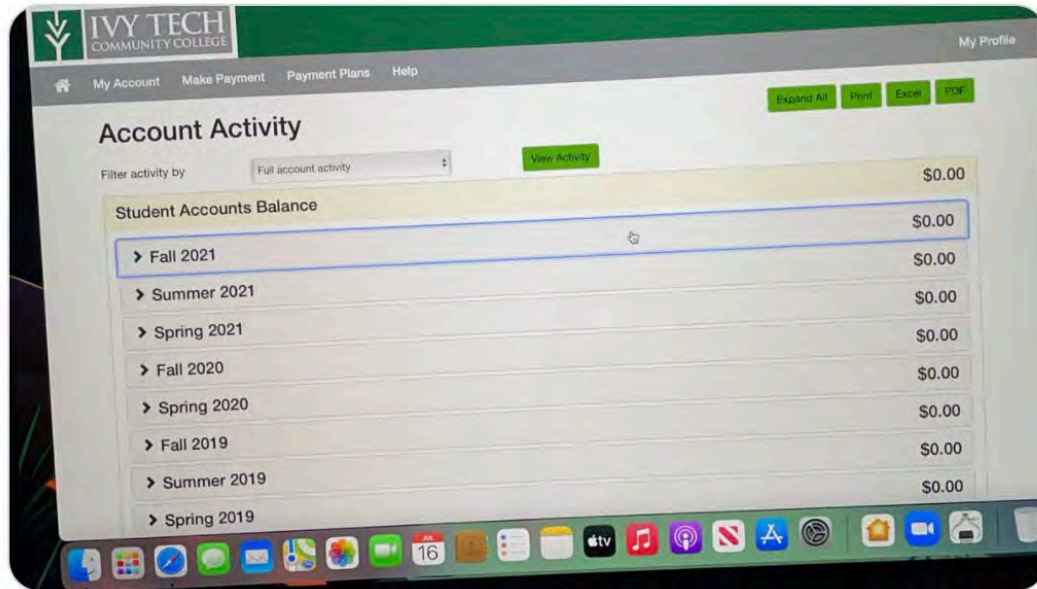 IVY TECH
COMMUNITY COLLEGE
My Profile
My Account Make Payment Payment Plans Help
Expand All Print Excel PDF
Account Activity
Filter activity by Full account activity View Activity
Student Accounts Balance $0.00
Fall 2021 $0.00
Summer 2021 $0.00
Spring 2021 $0.00
Fall 2020 $0.00
Spring 2020 $0.00
Fall 2019 $0.00
Summer 2019 $0.00
Spring 2019 $0.00
JUL
16
tv